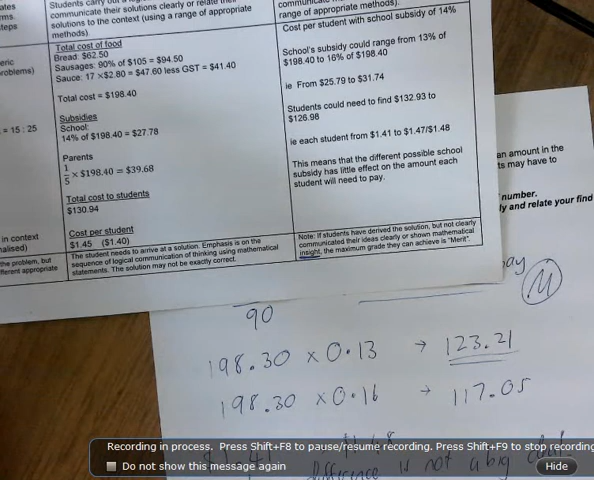 Students carry out a
communicate their solutions clearly or relate their
solutions to the context (using a range of appropriate
methods).
Total cost of food
Bread: $62.50
Sausages: 90% of $105 = $94.50
Sauce: 17 ×$2.80 = $47.60 less GST = $41.40
Total cost = $198.40
Subsidies
School:
14% of $198.40 = $27.78
Parents
1/5 × $198.40 = $39.68
Total cost to students
$130.94
Cost per student
$1.45 ($1.40)
The student needs to arrive at a solution. Emphasis is on the
sequence of logical communication of thinking using mathematical
statements. The solution may not be exactly correct.
range of appropriate methods).
Cost per student with school subsidy of 14%
School's subsidy could range from 13% of
$198.40 to 16% of $198.40
ie From $25.79 to $31.74
Students could need to find $132.93 to
$126.98
ie each student from $1.41 to $1.47/$1.48
This means that the different possible school
subsidy has little effect on the amount each
student will need to pay.
Note: If students have derived the solution, but not clearly
communicated their ideas clearly or shown mathematical
insight, the maximum grade they can achieve is "Merit".
= 15 : 25
in context
the problem, but
fferent appropriate
an amount in the
ts may have to
number.
ly and relate your find
pay M
90
198.30 × 0.13 → 123.21
198.30 × 0.16 → 117.05
difference is not a big
Recording in process. Press Shift+F8 to pause/resume recording. Press Shift+F9 to stop recording
Do not show this message again
Hide